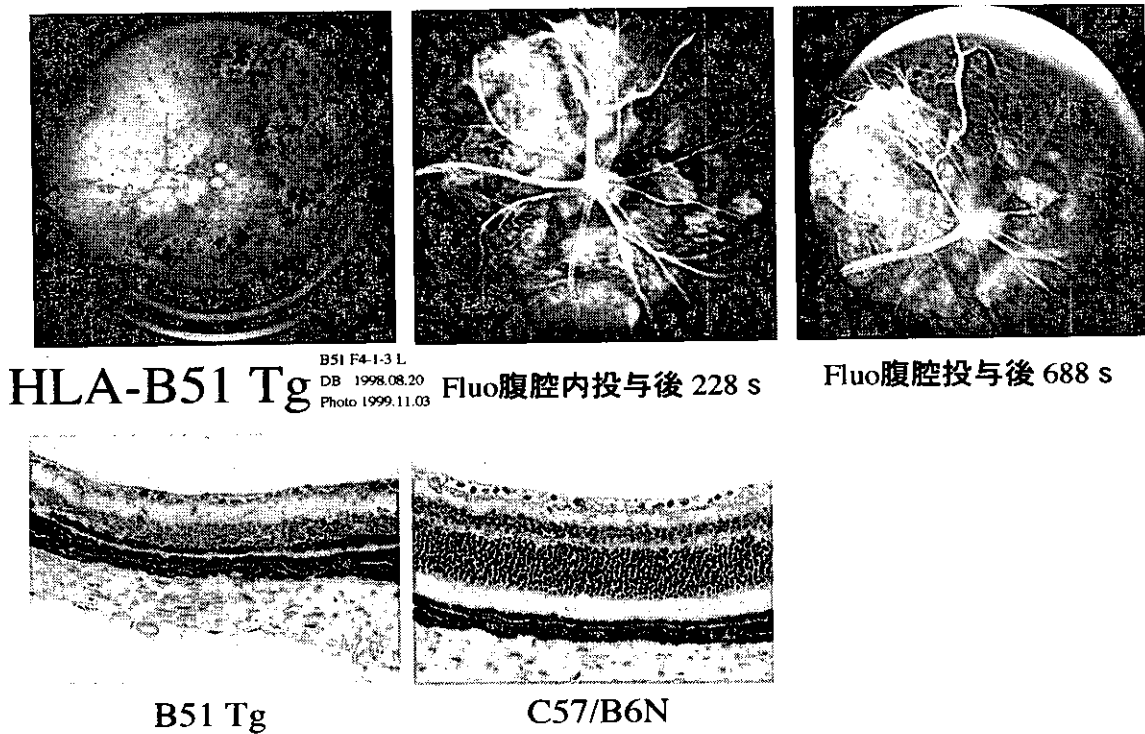 HLA-B51 Tg
B51 F4-1-3 L
DB 1998.08.20
Photo 1999.11.03
Fluo腹腔内投与後 228 s
Fluo腹腔投与後 688 s
B51 Tg
C57/B6N